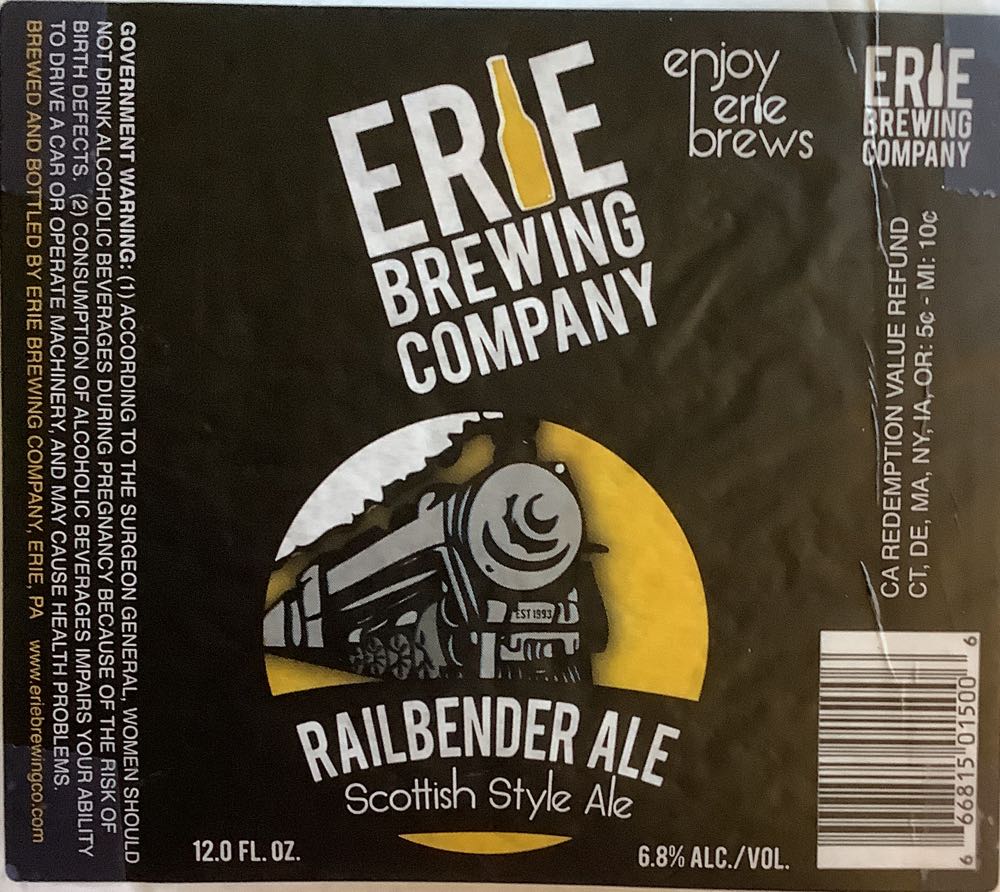 GOVERNMENT WARNING: (1) ACCORDING TO THE SURGEON GENERAL, WOMEN SHOULD
NOT DRINK ALCOHOLIC BEVERAGES DURING PREGNANCY BECAUSE OF THE RISK OF
BIRTH DEFECTS. (2) CONSUMPTION OF ALCOHOLIC BEVERAGES IMPAIRS YOUR ABILITY
TO DRIVE A CAR OR OPERATE MACHINERY, AND MAY CAUSE HEALTH PROBLEMS.
BREWED AND BOTTLED BY ERIE BREWING COMPANY, ERIE, PA www.eriebrewingco.com
ERIE
BREWING
COMPANY
EST 1993
RAILBENDER ALE
Scottish Style Ale
12.0 FL. OZ.
6.8% ALC./VOL.
enjoy
erie
brews
ERIE
BREWING
COMPANY
CA REDEMPTION VALUE REFUND
CT, DE, MA, NY, IA, OR: 5¢ - MI: 10¢
6 66815 01500 6